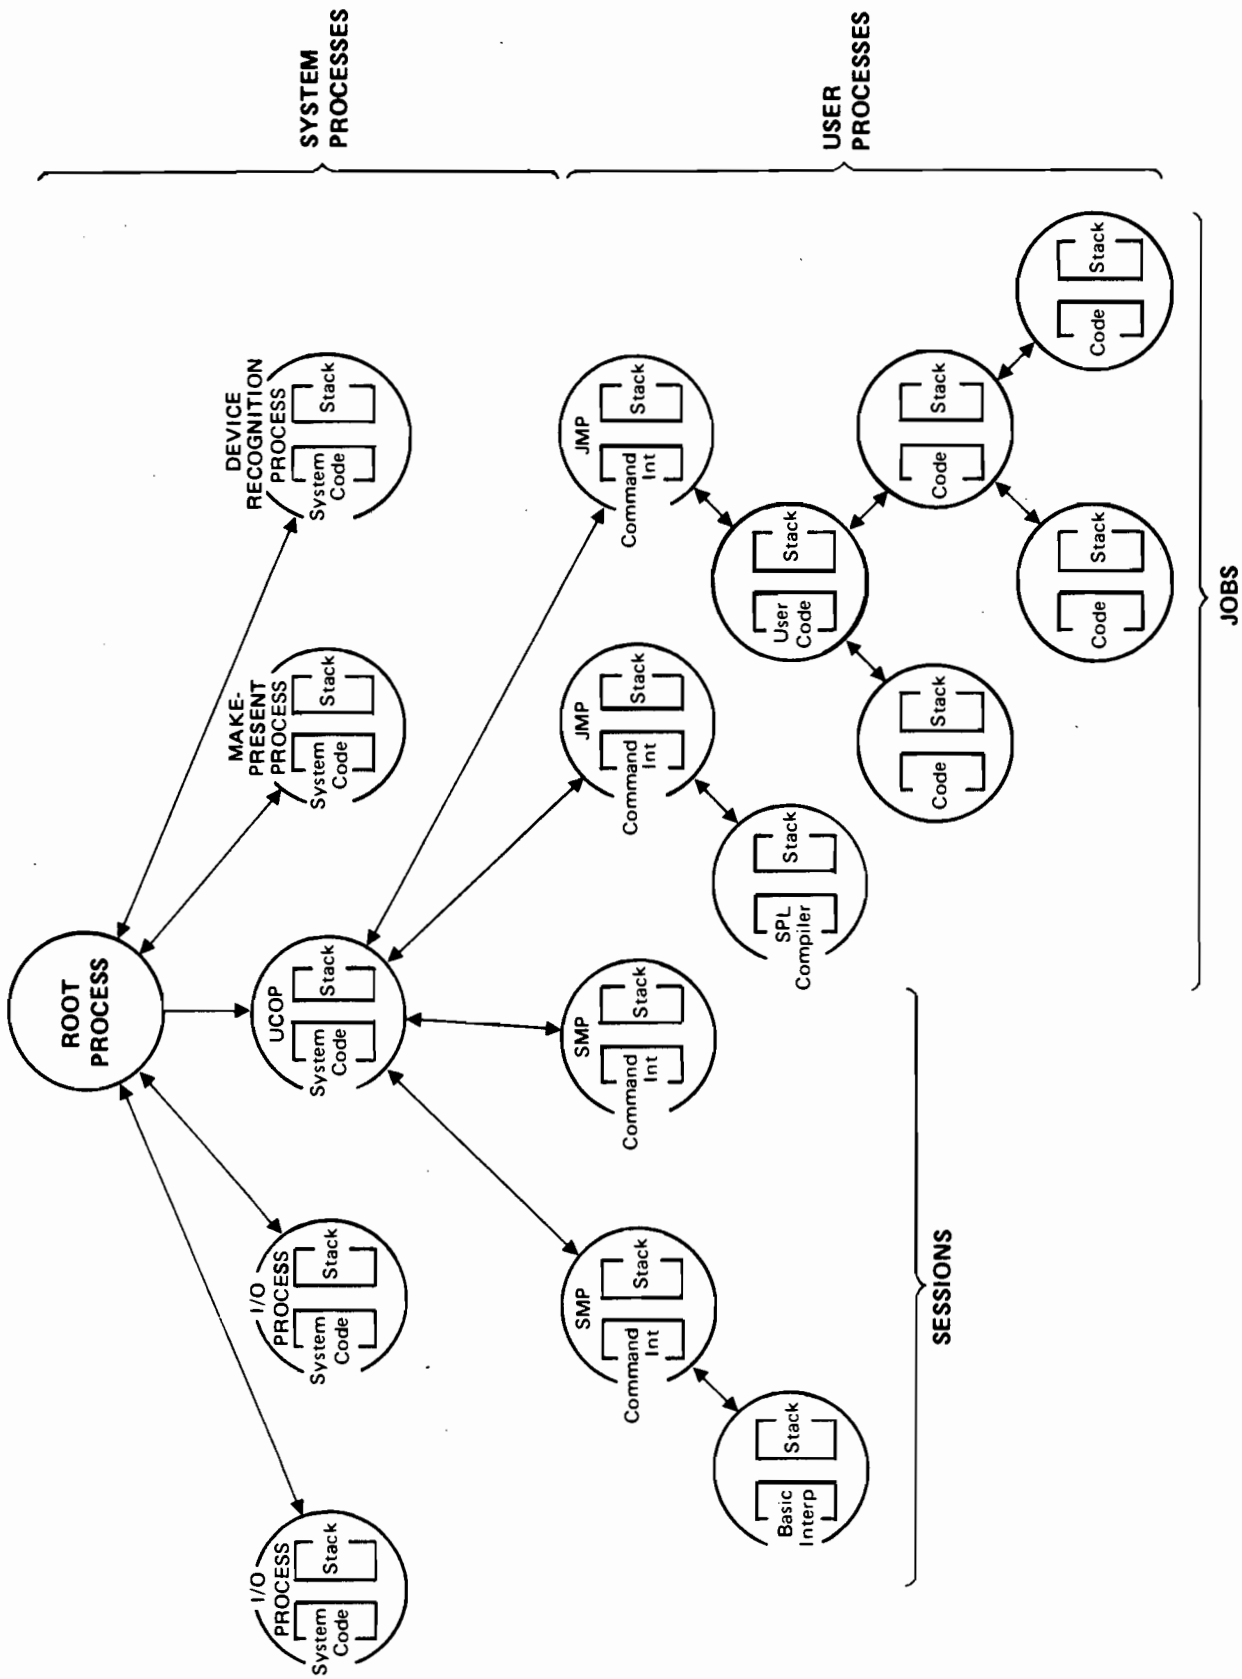 ROOT
PROCESS
SYSTEM
PROCESSES
I/O
PROCESS
System
Code
Stack
I/O
PROCESS
System
Code
Stack
UCOP
System
Code
Stack
MAKE-
PRESENT
PROCESS
System
Code
Stack
DEVICE
RECOGNITION
PROCESS
System
Code
Stack
USER
PROCESSES
SMP
Command
Int
Stack
SMP
Command
Int
Stack
JMP
Command
Int
Stack
JMP
Command
Int
Stack
Basic
Interp
Stack
SPL
Compiler
Stack
User
Code
Stack
Code
Stack
Code
Stack
Code
Stack
Code
Stack
SESSIONS
JOBS